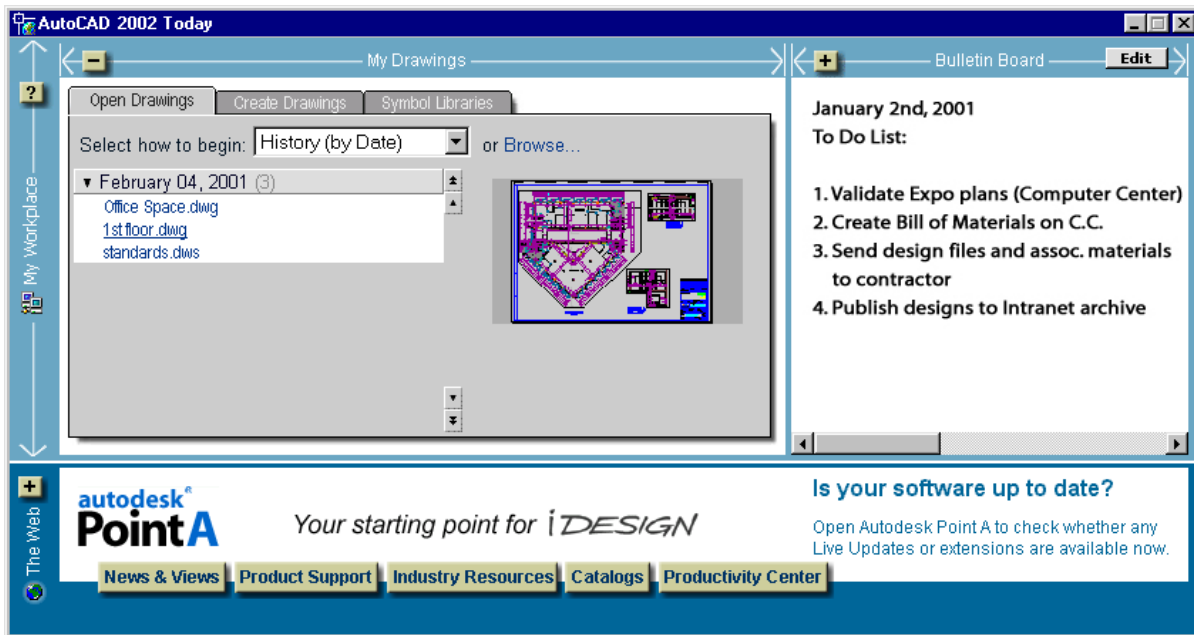 AutoCAD 2002 Today
My Drawings
Bulletin Board
Edit
?
My Workplace
Open Drawings
Create Drawings
Symbol Libraries
Select how to begin: History (by Date) or Browse...
February 04, 2001 (3)
Office Space.dwg
1st floor.dwg
standards.dws
January 2nd, 2001
To Do List:
1. Validate Expo plans (Computer Center)
2. Create Bill of Materials on C.C.
3. Send design files and assoc. materials
to contractor
4. Publish designs to Intranet archive
The Web
autodesk®
Point A
Your starting point for iDESIGN
Is your software up to date?
Open Autodesk Point A to check whether any
Live Updates or extensions are available now.
News & Views
Product Support
Industry Resources
Catalogs
Productivity Center